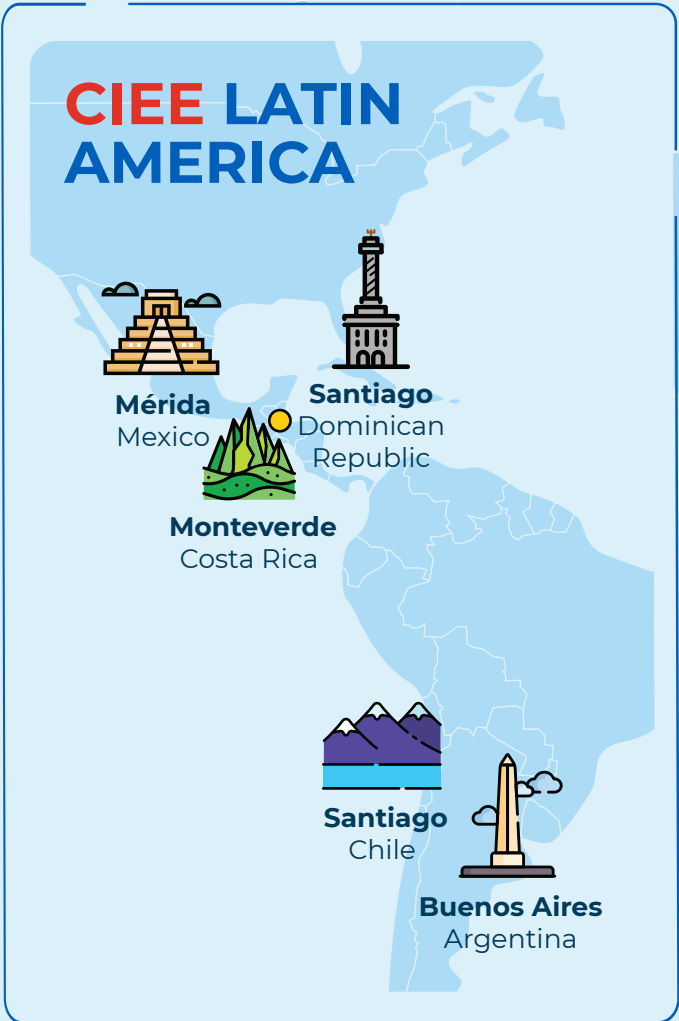 CIEE LATIN
AMERICA
Mérida
Mexico
Santiago
Dominican
Republic
Monteverde
Costa Rica
Santiago
Chile
Buenos Aires
Argentina